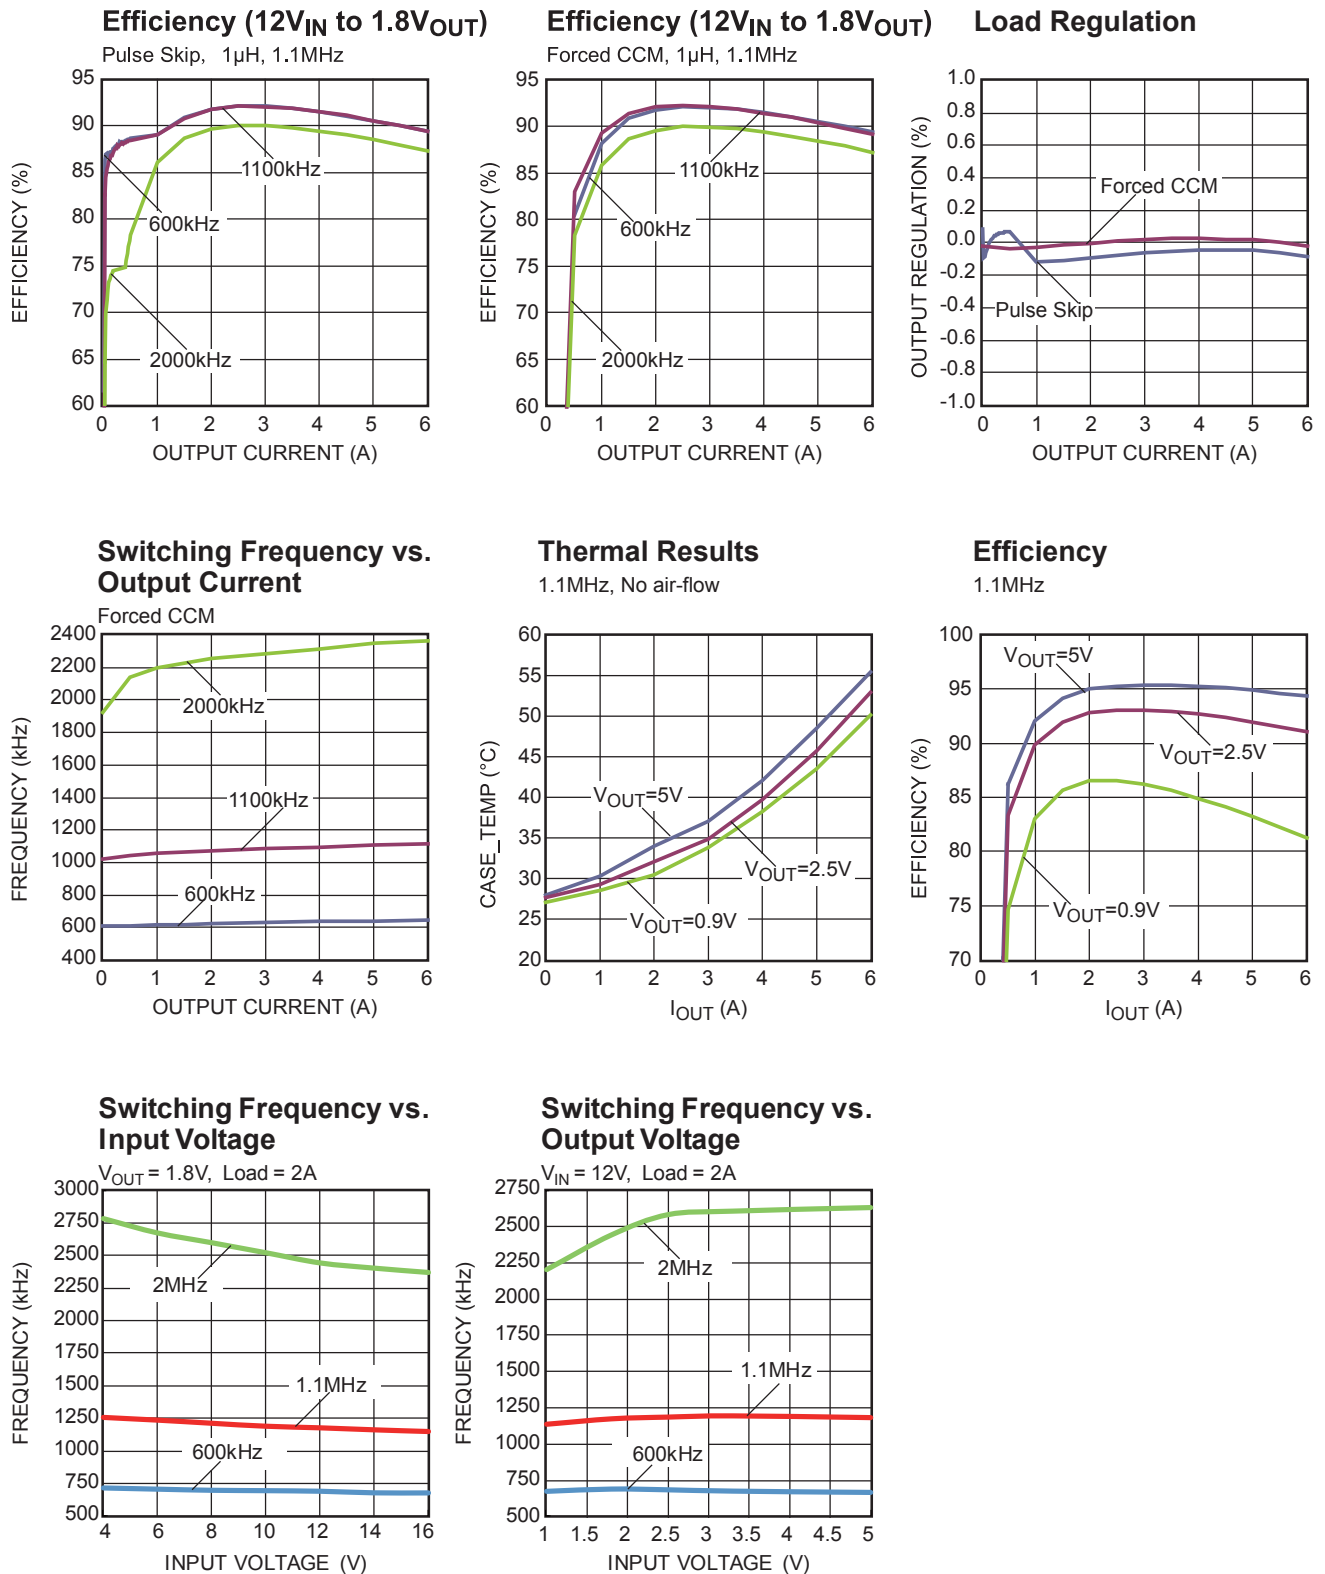 Efficiency (12VIN to 1.8VOUT)
Pulse Skip, 1µH, 1.1MHz
95
90
85
80
75
70
65
60
EFFICIENCY (%)
1100kHz
600kHz
2000kHz
0 1 2 3 4 5 6
OUTPUT CURRENT (A)
Efficiency (12VIN to 1.8VOUT)
Forced CCM, 1µH, 1.1MHz
95
90
85
80
75
70
65
60
EFFICIENCY (%)
1100kHz
600kHz
2000kHz
0 1 2 3 4 5 6
OUTPUT CURRENT (A)
Load Regulation
1.0
0.8
0.6
0.4
0.2
0.0
-0.2
-0.4
-0.6
-0.8
-1.0
OUTPUT REGULATION (%)
Forced CCM
Pulse Skip
0 1 2 3 4 5 6
OUTPUT CURRENT (A)
Switching Frequency vs.
Output Current
Forced CCM
2400
2200
2000
1800
1600
1400
1200
1000
800
600
400
FREQUENCY (kHz)
2000kHz
1100kHz
600kHz
0 1 2 3 4 5 6
OUTPUT CURRENT (A)
Thermal Results
1.1MHz, No air-flow
60
55
50
45
40
35
30
25
20
CASE_TEMP (°C)
VOUT=5V
VOUT=2.5V
VOUT=0.9V
0 1 2 3 4 5 6
IOUT (A)
Efficiency
1.1MHz
100
95
90
85
80
75
70
EFFICIENCY (%)
VOUT=5V
VOUT=2.5V
VOUT=0.9V
0 1 2 3 4 5 6
IOUT (A)
Switching Frequency vs.
Input Voltage
VOUT = 1.8V, Load = 2A
3000
2750
2500
2250
2000
1750
1500
1250
1000
750
500
FREQUENCY (kHz)
2MHz
1.1MHz
600kHz
4 6 8 10 12 14 16
INPUT VOLTAGE (V)
Switching Frequency vs.
Output Voltage
VIN = 12V, Load = 2A
2750
2500
2250
2000
1750
1500
1250
1000
750
500
FREQUENCY (kHz)
2MHz
1.1MHz
600kHz
1 1.5 2 2.5 3 3.5 4 4.5 5
INPUT VOLTAGE (V)